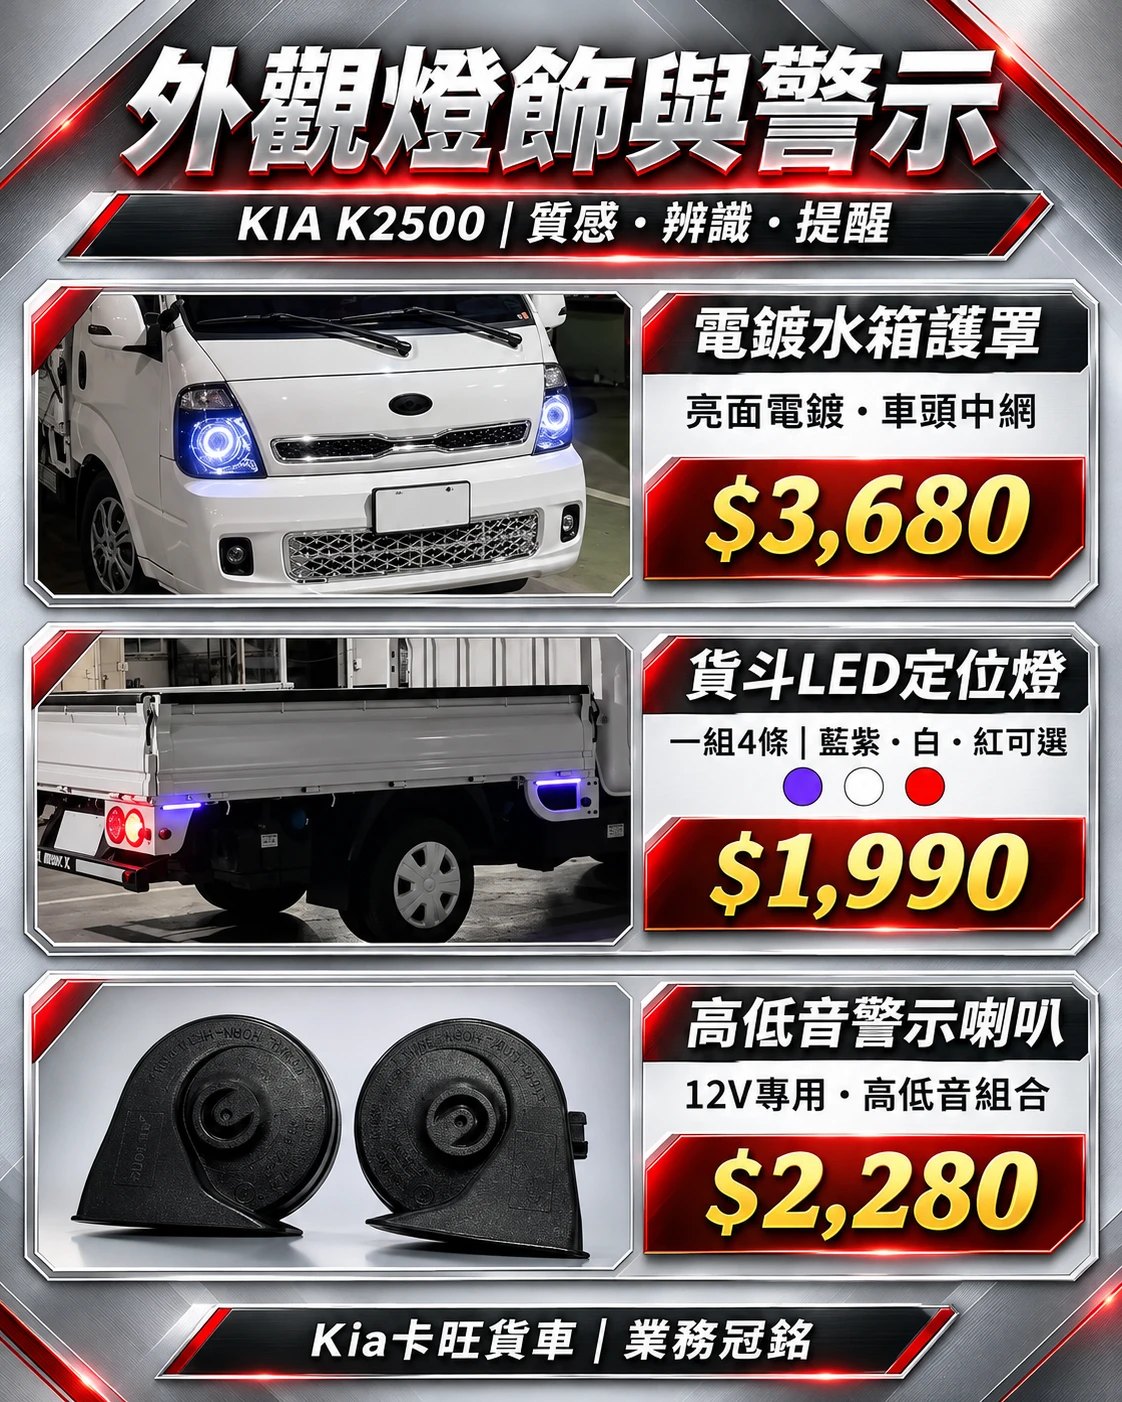 外觀燈飾與警示
KIA K2500 | 質感・辨識・提醒
電鍍水箱護罩
亮面電鍍・車頭中網
$3,680
貨斗LED定位燈
一組4條 | 藍紫・白・紅可選
$1,990
高低音警示喇叭
12V專用・高低音組合
$2,280
Kia卡旺貨車 | 業務冠銘